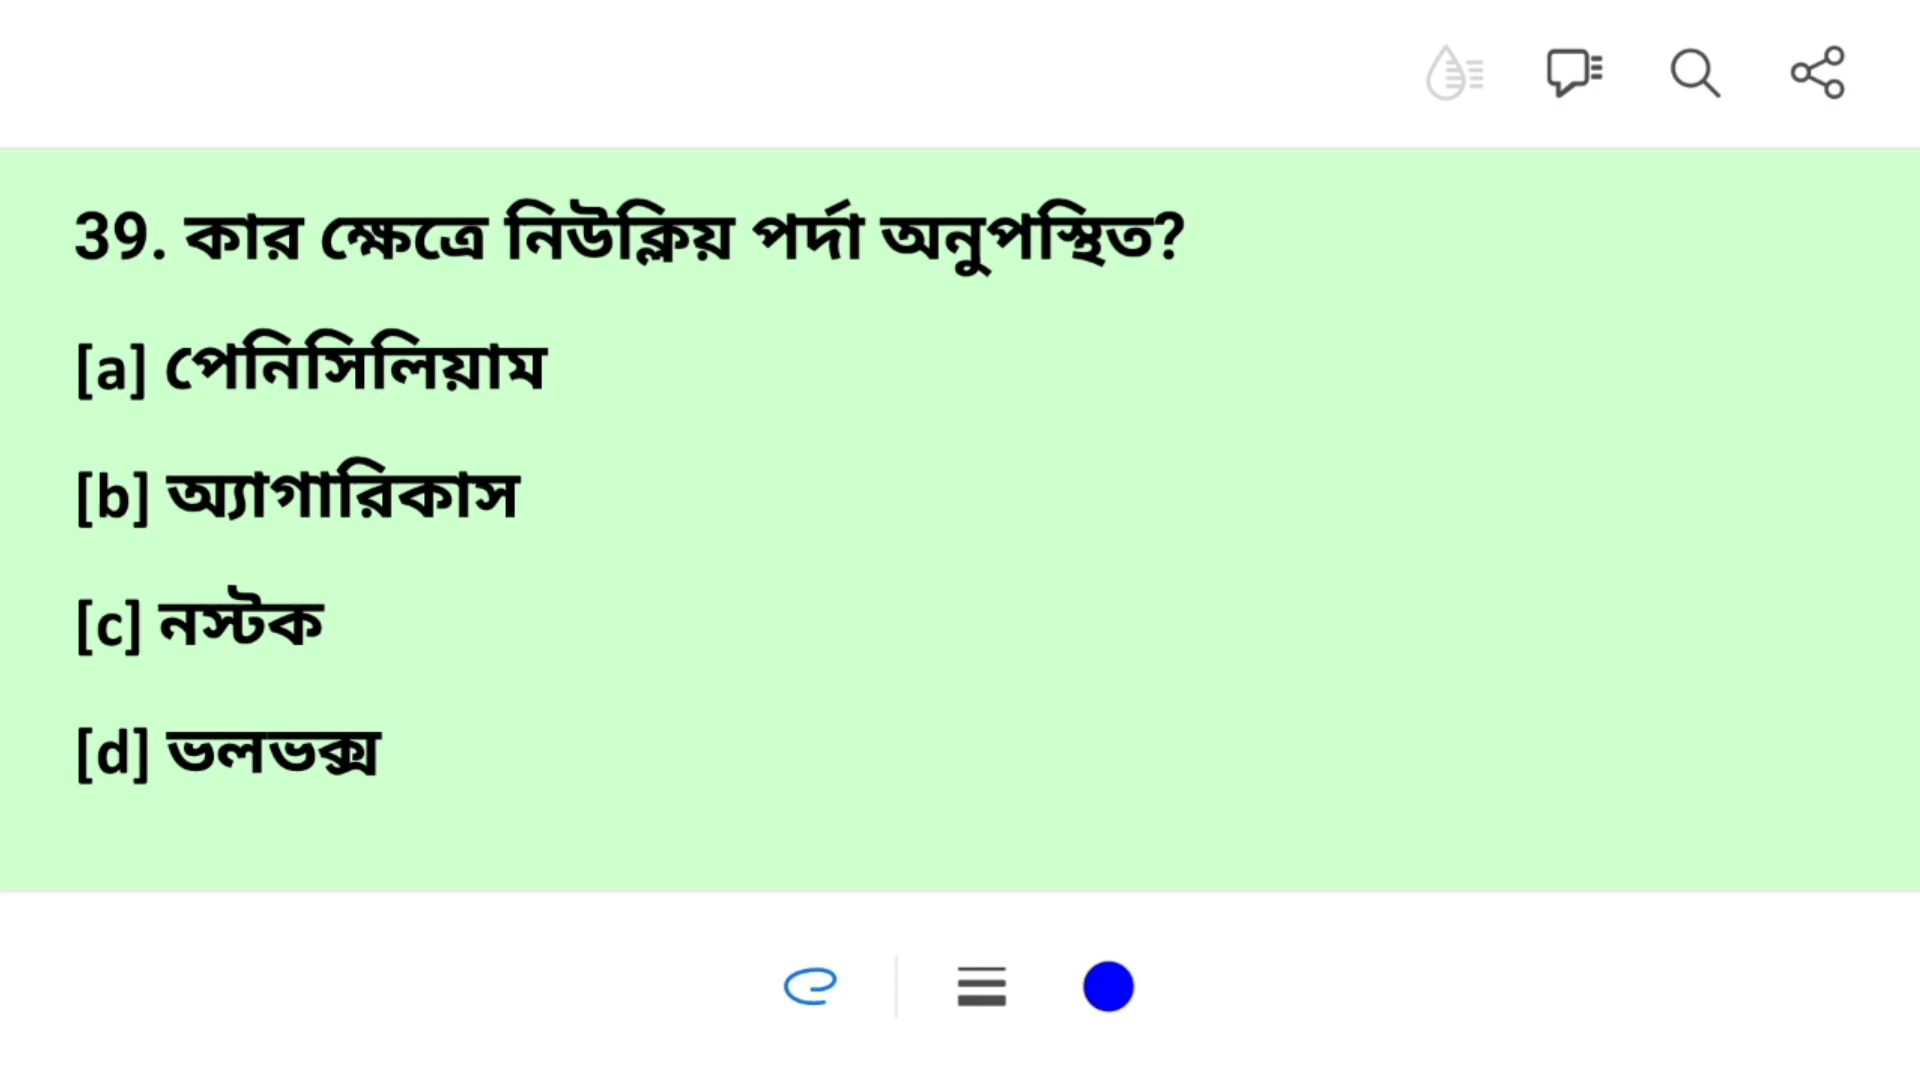 39. কার ক্ষেত্রে নিউক্লিয় পর্দা অনুপস্থিত?
[a] পেনিসিলিয়াম
[b] অ্যাগারিকাস
[c] নস্টক
[d] ভলভক্স